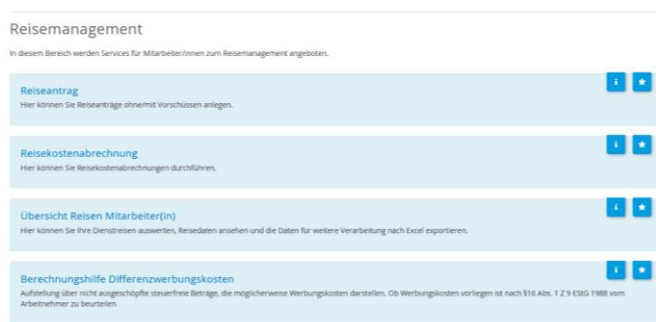 Reisemanagement
In diesem Bereich werden Services für Mitarbeiter/innen zum Reisemanagement angeboten.
Reiseantrag
Hier können Sie Reiseanträge ohne/mit Vorschüssen anlegen.
Reisekostenabrechnung
Hier können Sie Reisekostenabrechnungen durchführen.
Übersicht Reisen Mitarbeiter(in)
Hier können Sie Ihre Dienstreisen auswerten, Reisedaten ansehen und die Daten für weitere Verarbeitung nach Excel exportieren.
Berechnungshilfe Differenzwerbungskosten
Aufstellung über nicht ausgeschöpfte steuerfreie Beträge, die möglicherweise Werbungskosten darstellen. Ob Werbungskosten vorliegen ist nach §16 Abs. 1 Z 9 EStG 1988 vom
Arbeitnehmer zu beurteilen